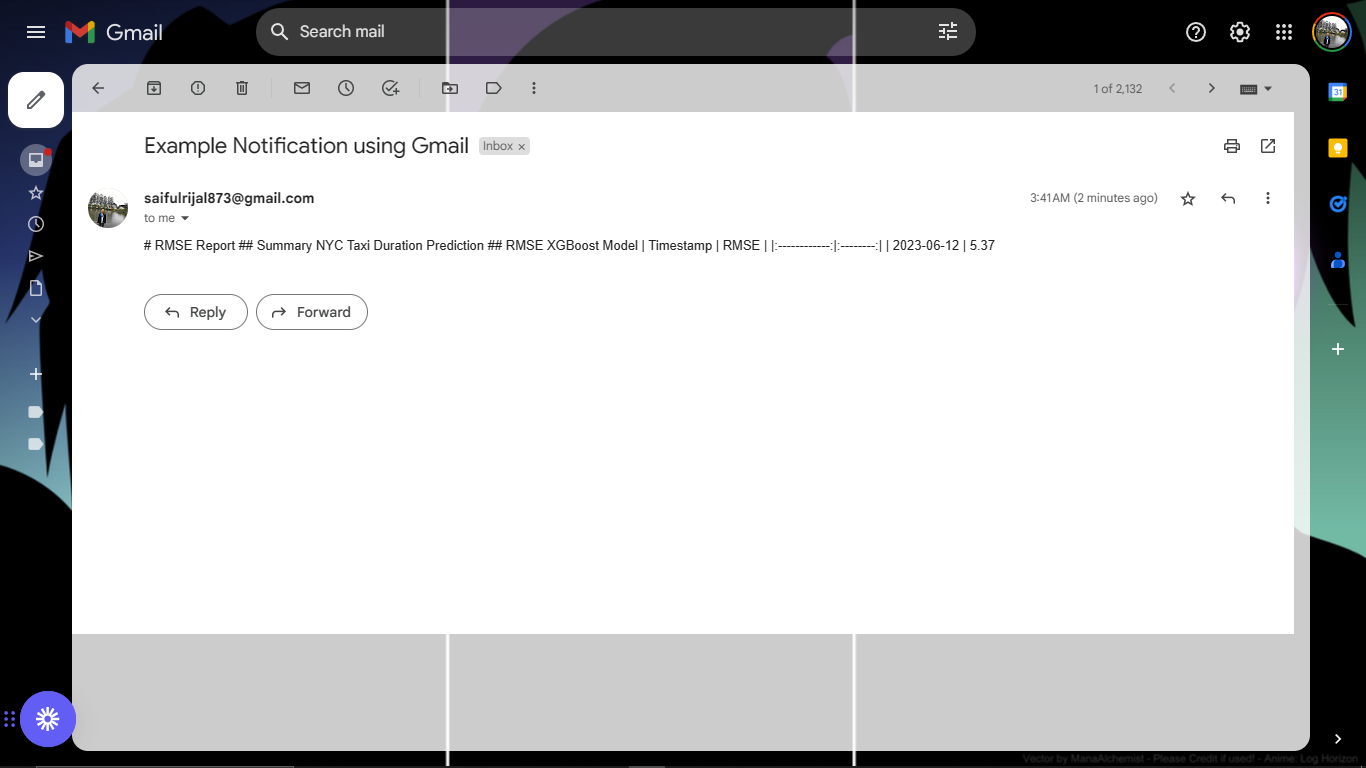 Gmail
Search mail
1 of 2,132
31
Example Notification using Gmail
Inbox ×
saifulrijal873@gmail.com
3:41 AM (2 minutes ago)
to me
# RMSE Report ## Summary NYC Taxi Duration Prediction ## RMSE XGBoost Model | Timestamp | RMSE | |:------------:|:--------:| | 2023-06-12 | 5.37
Reply
Forward
Vector by ManaAlchemist - Please Credit if used! - Anime: Log Horizon